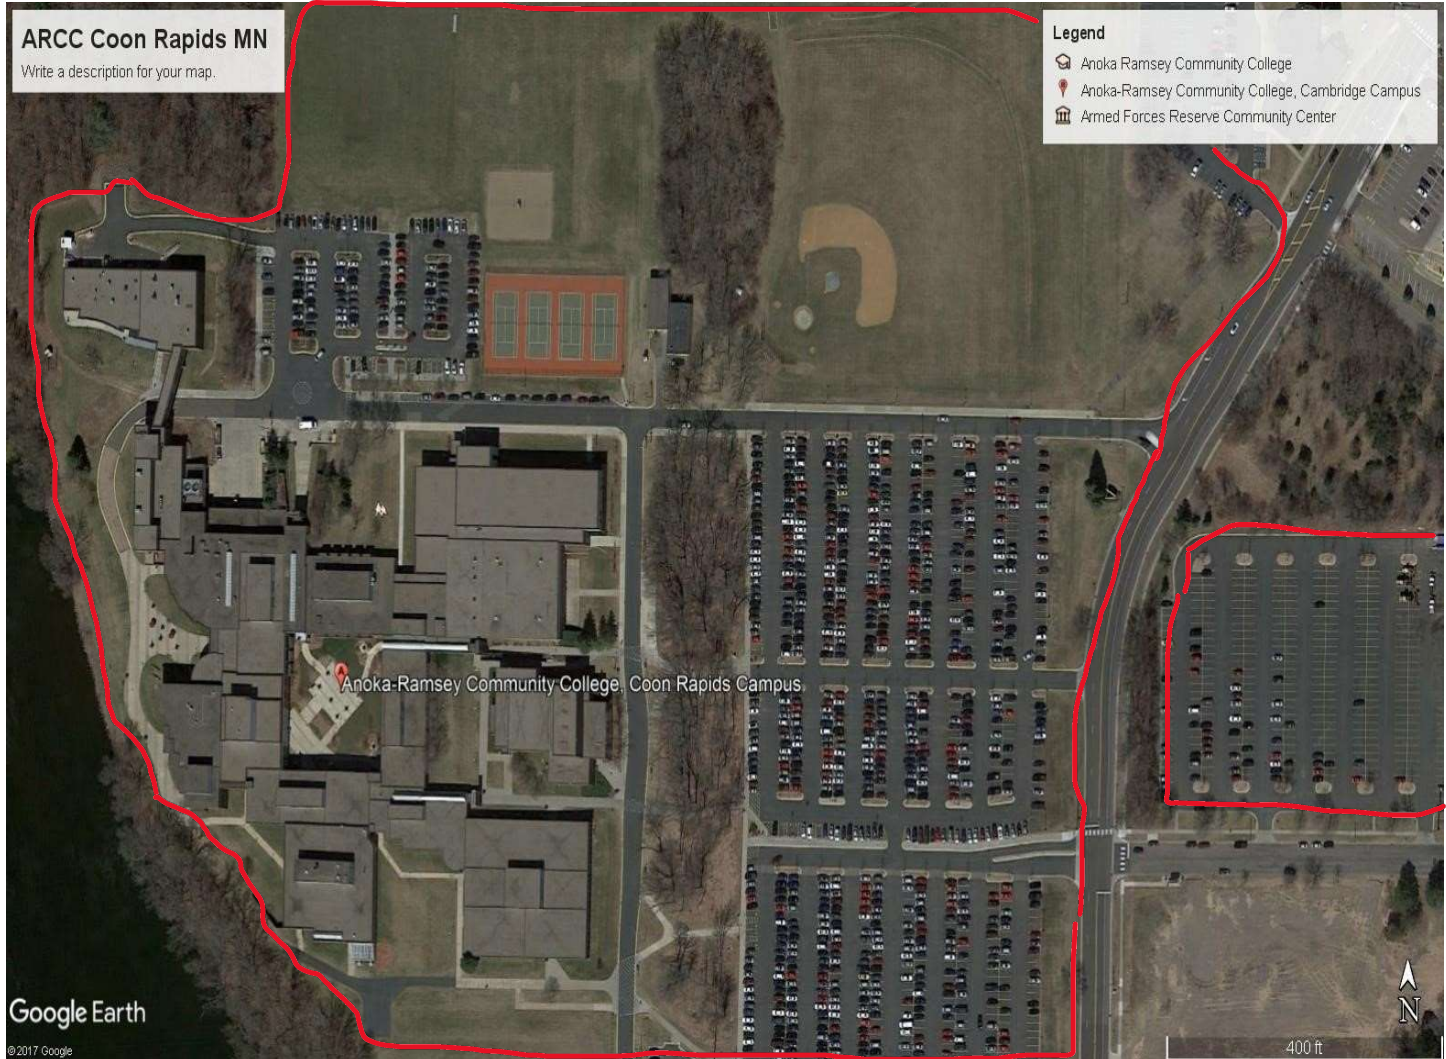 ARCC Coon Rapids MN
Write a description for your map.
Legend
Anoka Ramsey Community College
Anoka-Ramsey Community College, Cambridge Campus
Armed Forces Reserve Community Center
Anoka-Ramsey Community College, Coon Rapids Campus
Google Earth
©2017 Google
N
400 ft